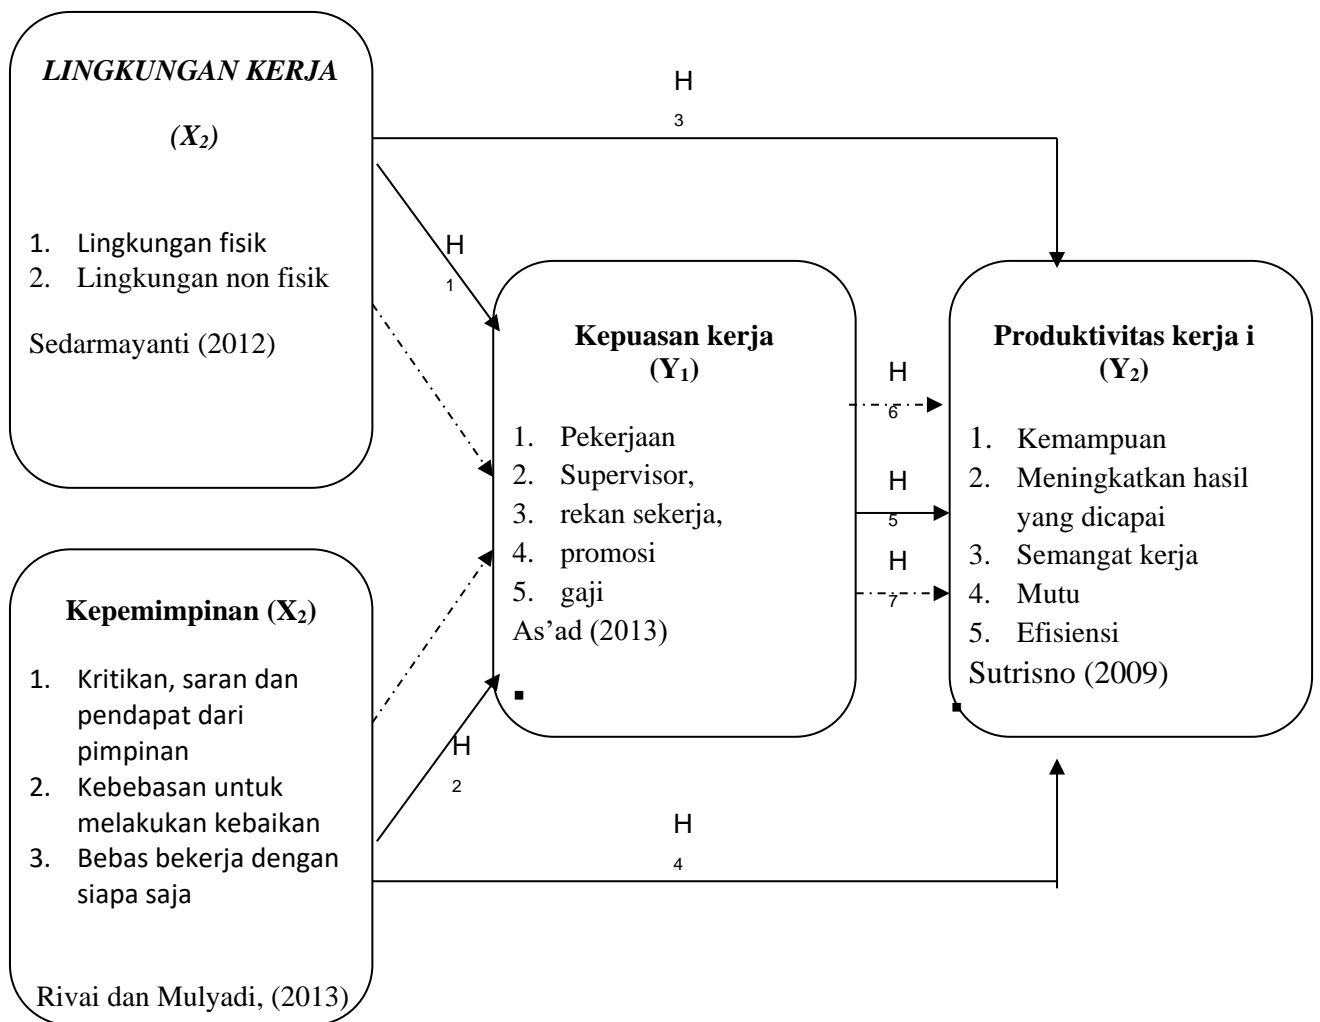 LINGKUNGAN KERJA
(X₂)
1. Lingkungan fisik
2. Lingkungan non fisik
Sedarmayanti (2012)
H
3
H
1
Kepuasan kerja
(Y₁)
1. Pekerjaan
2. Supervisor,
3. rekan sekerja,
4. promosi
5. gaji
As’ad (2013)
H
6
H
5
H
7
Produktivitas kerja i
(Y₂)
1. Kemampuan
2. Meningkatkan hasil
yang dicapai
3. Semangat kerja
4. Mutu
5. Efisiensi
Sutrisno (2009)
Kepemimpinan (X₂)
1. Kritikan, saran dan
pendapat dari
pimpinan
2. Kebebasan untuk
melakukan kebaikan
3. Bebas bekerja dengan
siapa saja
Rivai dan Mulyadi, (2013)
H
2
H
4